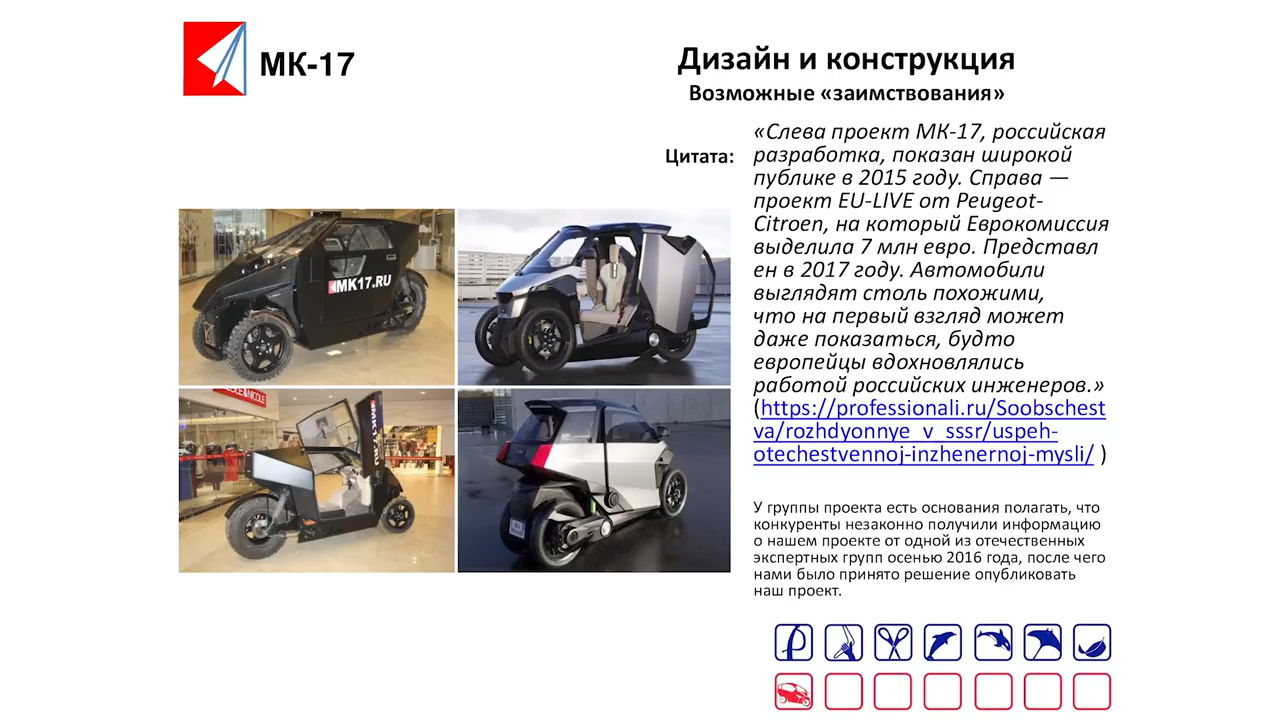 МК-17
Дизайн и конструкция
Возможные «заимствования»
Цитата:
«Слева проект МК-17, российская
разработка, показан широкой
публике в 2015 году. Справа —
проект EU-LIVE от Peugeot-
Citroen, на который Еврокомиссия
выделила 7 млн евро. Представл
ен в 2017 году. Автомобили
выглядят столь похожими,
что на первый взгляд может
даже показаться, будто
европейцы вдохновлялись
работой российских инженеров.»
(https://professionali.ru/Soobschest
va/rozhdyonnye_v_sssr/uspeh-
otechestvennoj-inzhenernoj-mysli/ )
MK17.RU
MK17.RU
У группы проекта есть основания полагать, что
конкуренты незаконно получили информацию
о нашем проекте от одной из отечественных
экспертных групп осенью 2016 года, после чего
нами было принято решение опубликовать
наш проект.